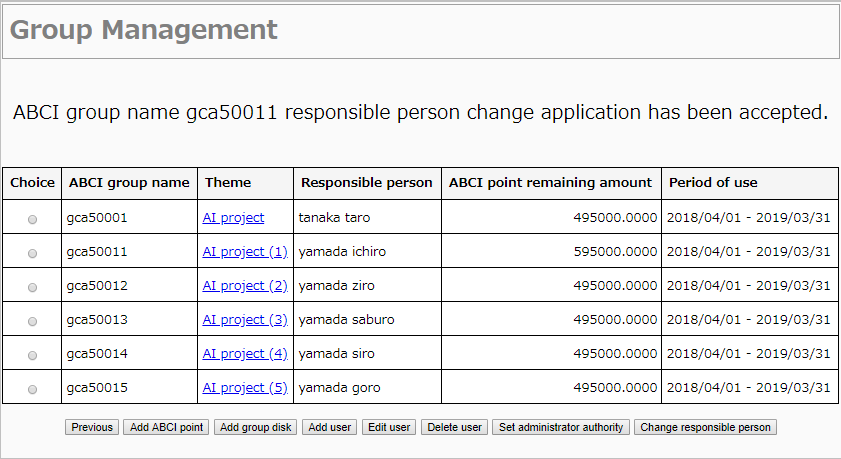 Group Management
ABCI group name gca50011 responsible person change application has been accepted.
Choice ABCI group name Theme Responsible person ABCI point remaining amount Period of use
gca50001 AI project tanaka taro 495000.0000 2018/04/01 - 2019/03/31
gca50011 AI project (1) yamada ichiro 595000.0000 2018/04/01 - 2019/03/31
gca50012 AI project (2) yamada ziro 495000.0000 2018/04/01 - 2019/03/31
gca50013 AI project (3) yamada saburo 495000.0000 2018/04/01 - 2019/03/31
gca50014 AI project (4) yamada siro 495000.0000 2018/04/01 - 2019/03/31
gca50015 AI project (5) yamada goro 495000.0000 2018/04/01 - 2019/03/31
Previous Add ABCI point Add group disk Add user Edit user Delete user Set administrator authority Change responsible person